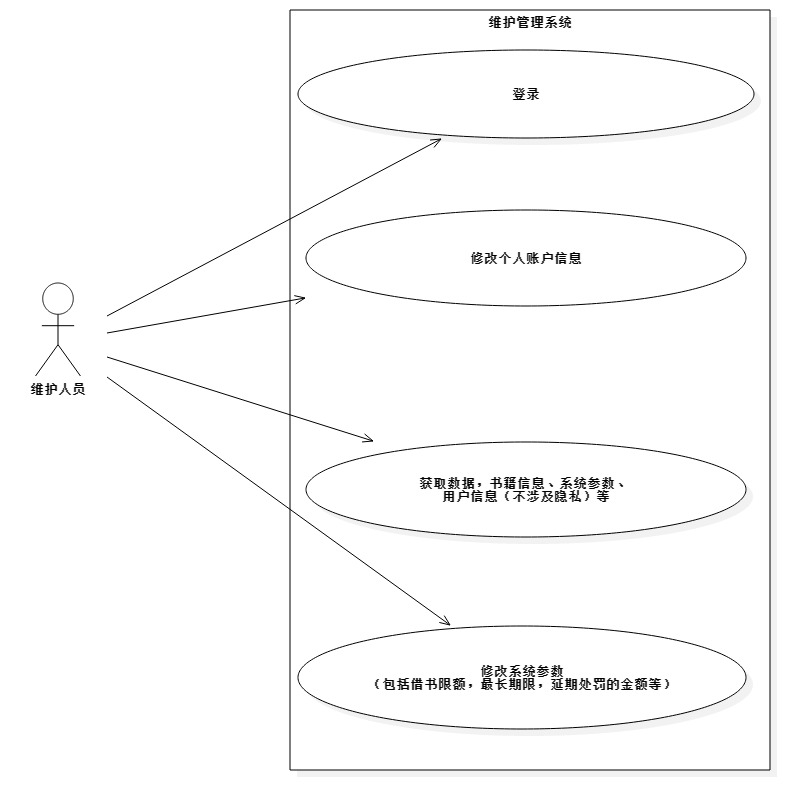 维护管理系统
登录
修改个人账户信息
维护人员
获取数据，书籍信息、系统参数、
用户信息（不涉及隐私）等
修改系统参数
（包括借书限额，最长期限，延期处罚的金额等）